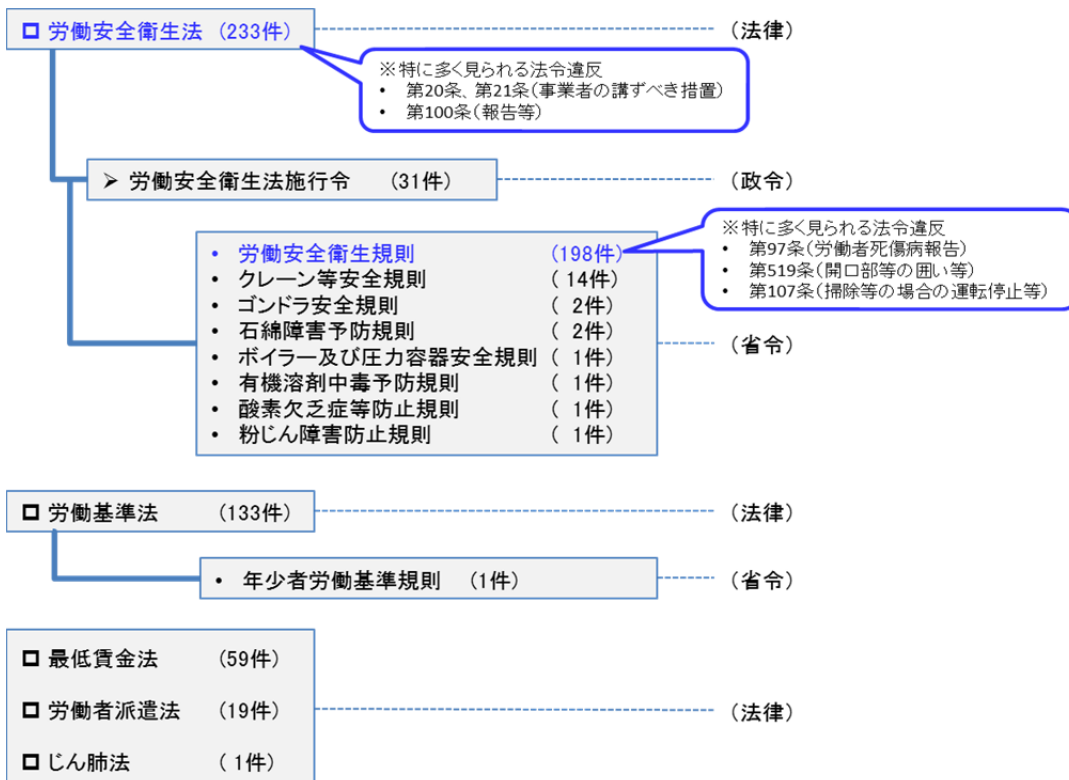 □ 労働安全衛生法 (233件) (法律)
※特に多く見られる法令違反
• 第20条、第21条(事業者の講ずべき措置)
• 第100条(報告等)
➢ 労働安全衛生法施行令 (31件) (政令)
※特に多く見られる法令違反
• 第97条(労働者死傷病報告)
• 第519条(開口部等の囲い等)
• 第107条(掃除等の場合の運転停止等)
• 労働安全衛生規則 (198件)
• クレーン等安全規則 ( 14件)
• ゴンドラ安全規則 ( 2件)
• 石綿障害予防規則 ( 2件)
• ボイラー及び圧力容器安全規則 ( 1件)
• 有機溶剤中毒予防規則 ( 1件)
• 酸素欠乏症等防止規則 ( 1件)
• 粉じん障害防止規則 ( 1件)
(省令)
□ 労働基準法 (133件) (法律)
• 年少者労働基準規則 (1件) (省令)
□ 最低賃金法 (59件)
□ 労働者派遣法 (19件) (法律)
□ じん肺法 ( 1件)